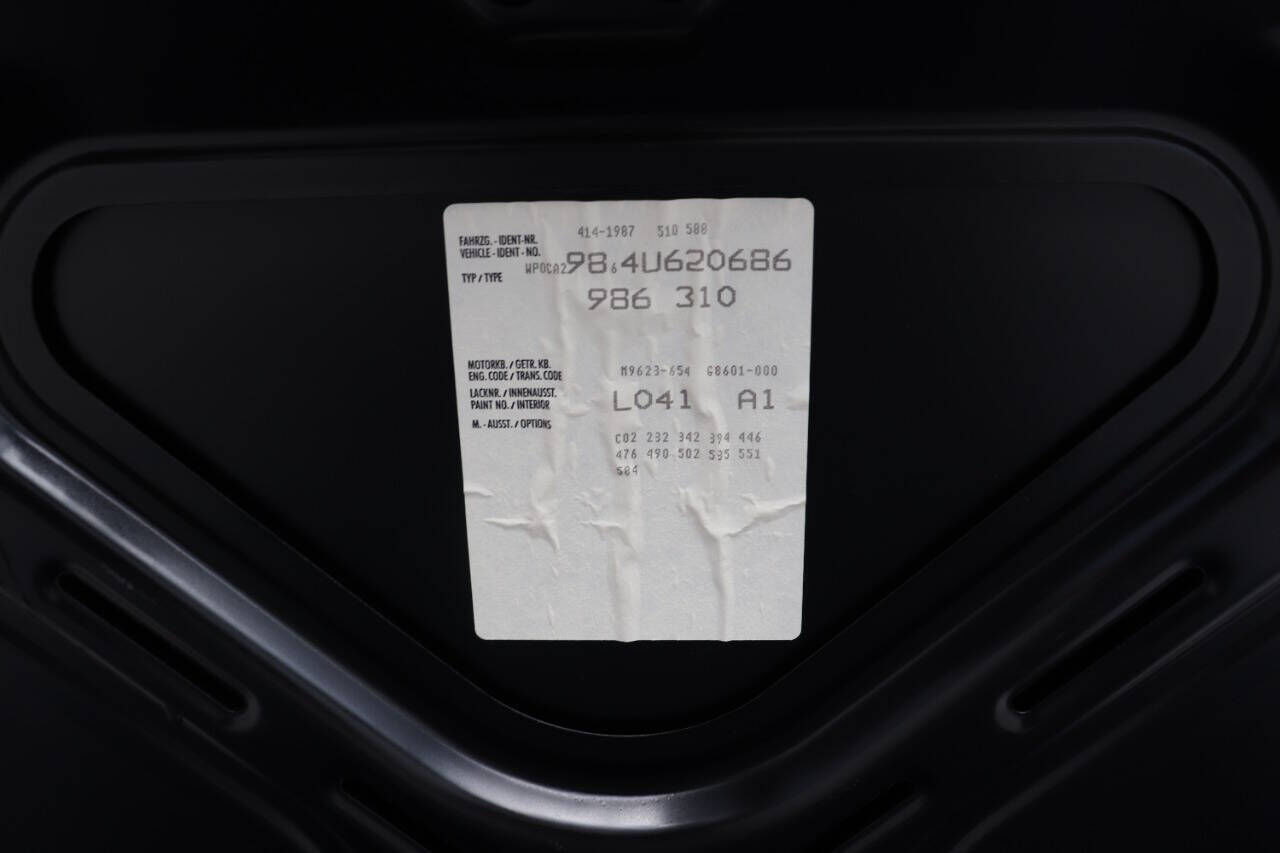 414-1987 510 588
FAHRZG.-IDENT-NR.
VEHICLE-IDENT-NO. WP0CA29864U620686
TYP / TYPE 986 310
MOTORKB. / GETR. KB.
ENG. CODE / TRANS. CODE M9623-654 G8601-000
LACKNR. / INNENAUSST.
PAINT NO. / INTERIOR L041 A1
M.-AUSST. / OPTIONS
C02 232 342 394 446
476 490 502 535 551
584